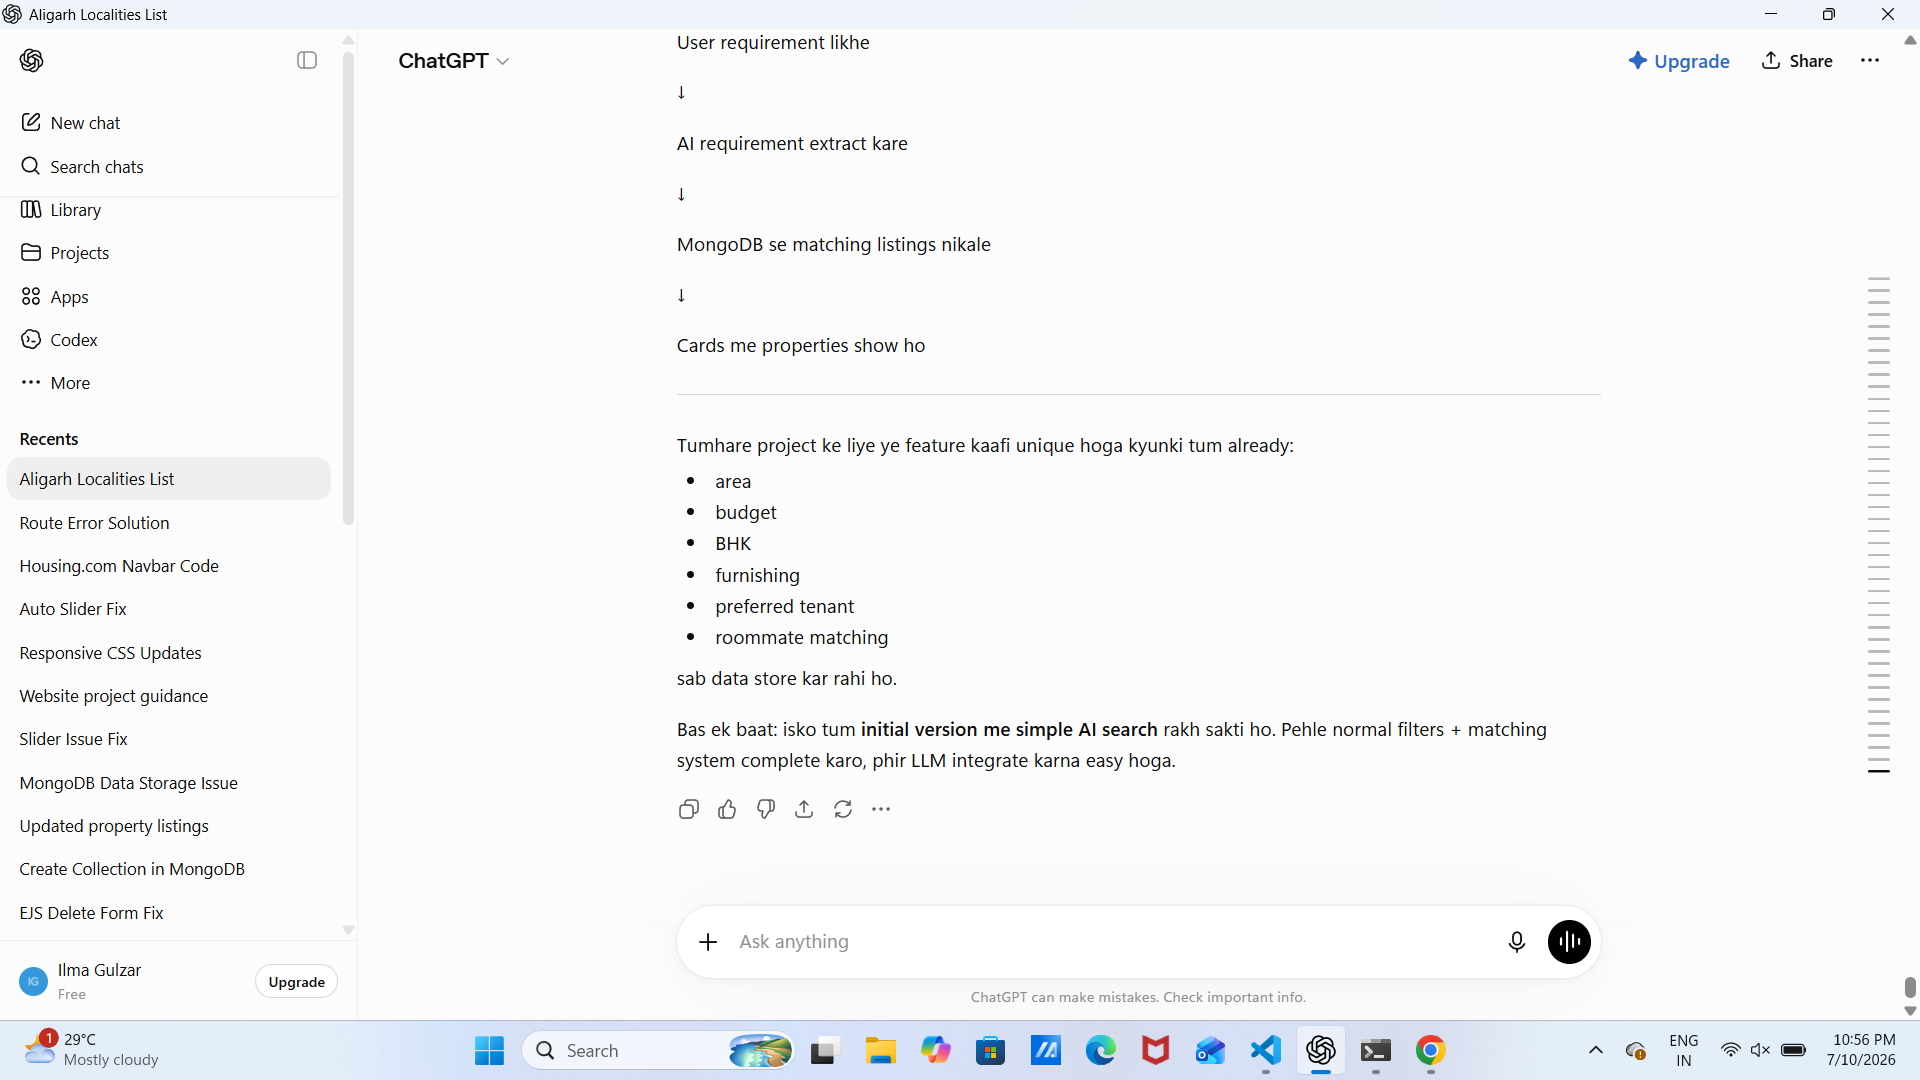 Aligarh Localities List
ChatGPT
Upgrade
Share
New chat
Search chats
Library
Projects
Apps
Codex
More
Recents
Aligarh Localities List
Route Error Solution
Housing.com Navbar Code
Auto Slider Fix
Responsive CSS Updates
Website project guidance
Slider Issue Fix
MongoDB Data Storage Issue
Updated property listings
Create Collection in MongoDB
EJS Delete Form Fix
IG
Ilma Gulzar
Free
Upgrade
User requirement likhe
↓
AI requirement extract kare
↓
MongoDB se matching listings nikale
↓
Cards me properties show ho
Tumhare project ke liye ye feature kaafi unique hoga kyunki tum already:
• area
• budget
• BHK
• furnishing
• preferred tenant
• roommate matching
sab data store kar rahi ho.
Bas ek baat: isko tum initial version me simple AI search rakh sakti ho. Pehle normal filters + matching
system complete karo, phir LLM integrate karna easy hoga.
Ask anything
ChatGPT can make mistakes. Check important info.
1
29°C
Mostly cloudy
Search
ENG
IN
10:56 PM
7/10/2026